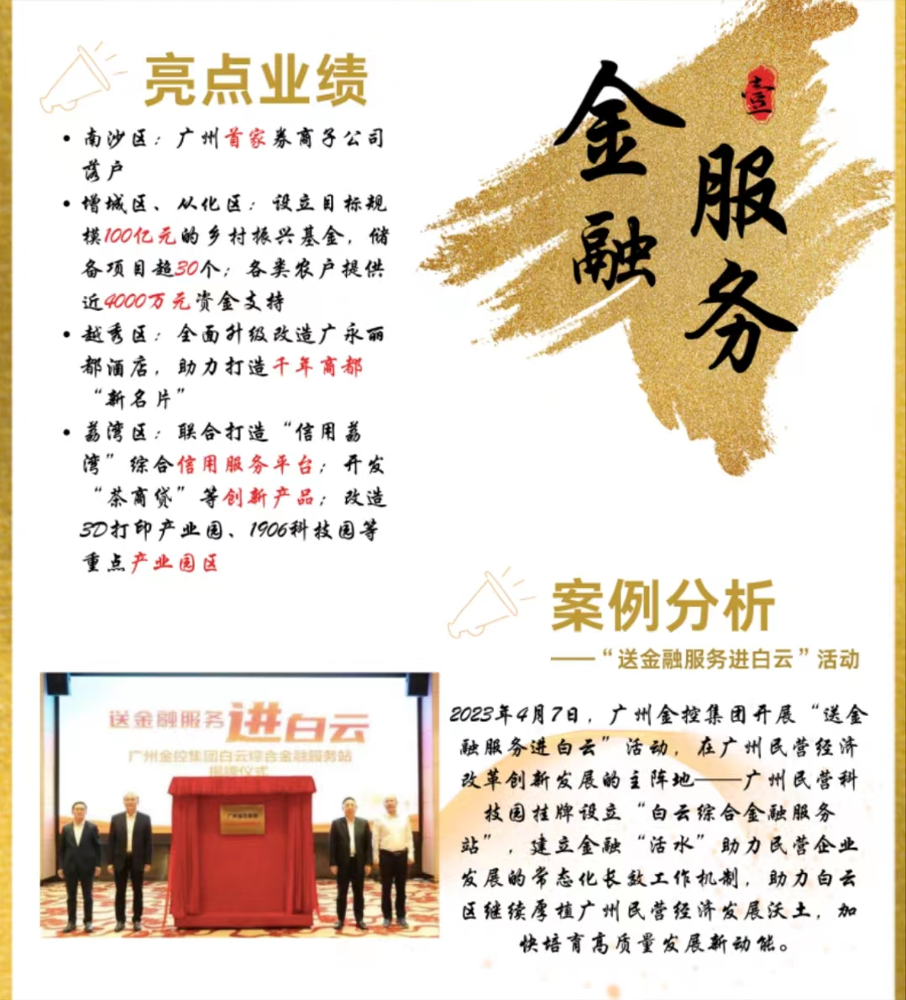 亮点业绩
南沙区：广州首家券商子公司
落户
增城区、从化区：设立目标规
模100亿元的乡村振兴基金，储
备项目超30个；各类农户提供
近4000万元资金支持
越秀区：全面升级改造广永丽
都酒店，助力打造千年商都
“新名片”
荔湾区：联合打造“信用荔
湾”综合信用服务平台；开发
“茶商贷”等创新产品；改造
3D打印产业园、1906科技园等
重点产业园区
壹
金融
服务
案例分析
——“送金融服务进白云”活动
送金融服务进白云
广州金控集团白云综合金融服务站
揭牌仪式
2023年4月7日，广州金控集团开展“送金
融服务进白云”活动，在广州民营经济
改革创新发展的主阵地——广州民营科
技园挂牌设立“白云综合金融服务
站”，建立金融“活水”助力民营企业
发展的常态化长效工作机制，助力白云
区继续厚植广州民营经济发展沃土，加
快培育高质量发展新动能。